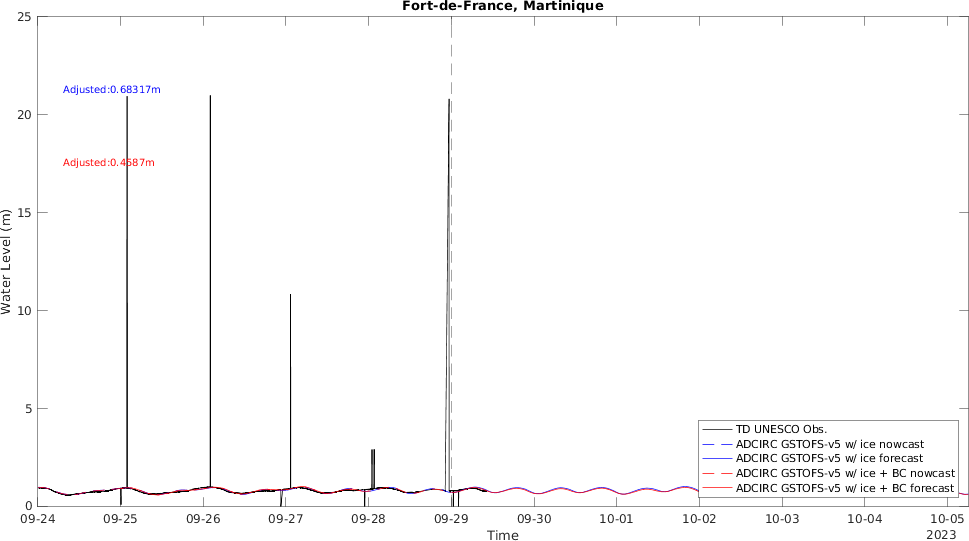 Fort-de-France, Martinique
25
20
15
10
5
0
Water Level (m)
Adjusted:0.68317m
Adjusted:0.4587m
TD UNESCO Obs.
ADCIRC GSTOFS-v5 w/ ice nowcast
ADCIRC GSTOFS-v5 w/ ice forecast
ADCIRC GSTOFS-v5 w/ ice + BC nowcast
ADCIRC GSTOFS-v5 w/ ice + BC forecast
09-24 09-25 09-26 09-27 09-28 09-29 09-30 10-01 10-02 10-03 10-04 10-05
Time
2023